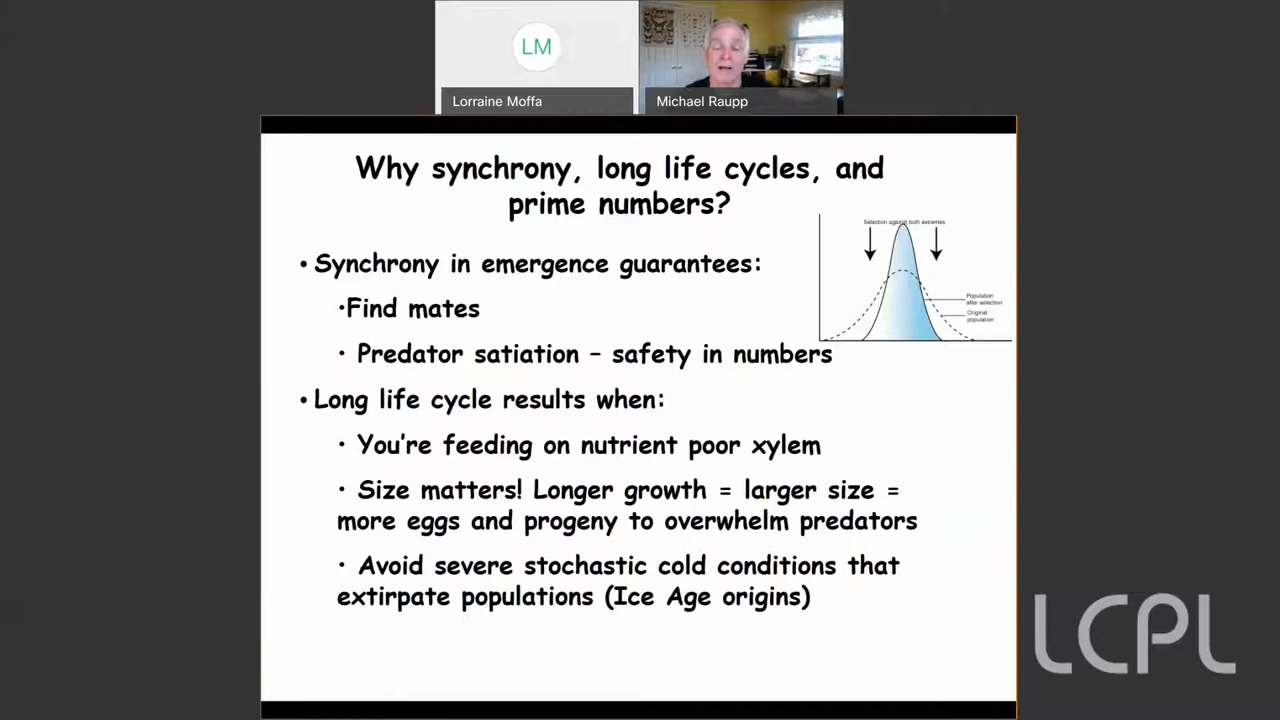 LM
Lorraine Moffa
Michael Raupp
Why synchrony, long life cycles, and
prime numbers?
Selection against both extremes
Population
after selection
Original
population
• Synchrony in emergence guarantees:
•Find mates
• Predator satiation – safety in numbers
• Long life cycle results when:
• You're feeding on nutrient poor xylem
• Size matters! Longer growth = larger size =
more eggs and progeny to overwhelm predators
• Avoid severe stochastic cold conditions that
extirpate populations (Ice Age origins)
LCPL